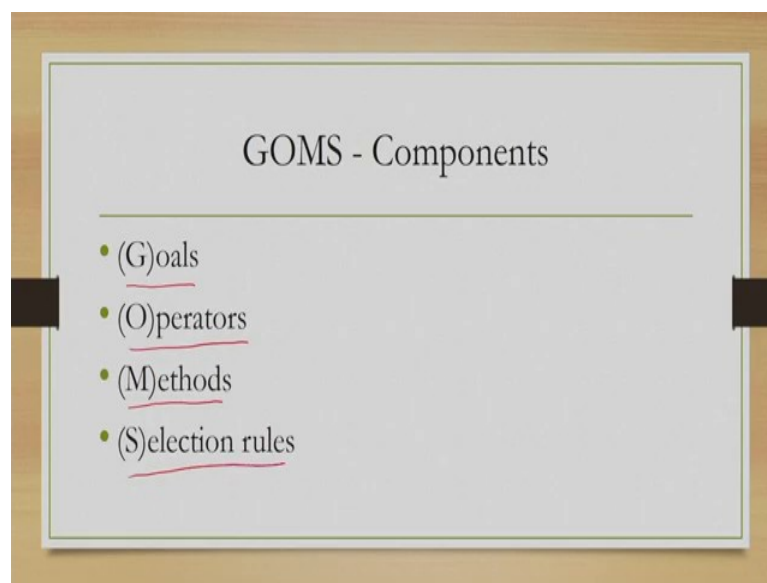 GOMS - Components
• (G)oals
• (O)perators
• (M)ethods
• (S)election rules